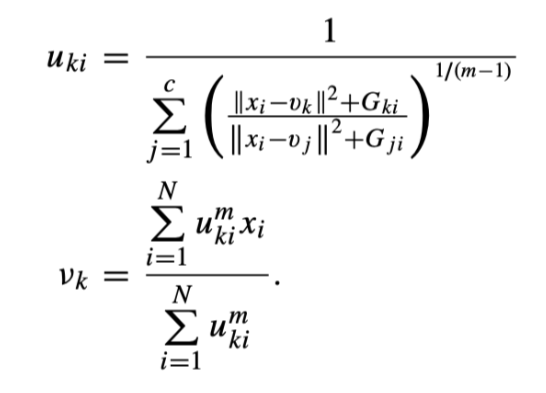 u_{ki} = \frac{1}{\sum_{j=1}^{c} \left( \frac{\|x_i - v_k\|^2 + G_{ki}}{\|x_i - v_j\|^2 + G_{ji}} \right)^{1/(m-1)}}
v_k = \frac{\sum_{i=1}^{N} u_{ki}^m x_i}{\sum_{i=1}^{N} u_{ki}^m}.